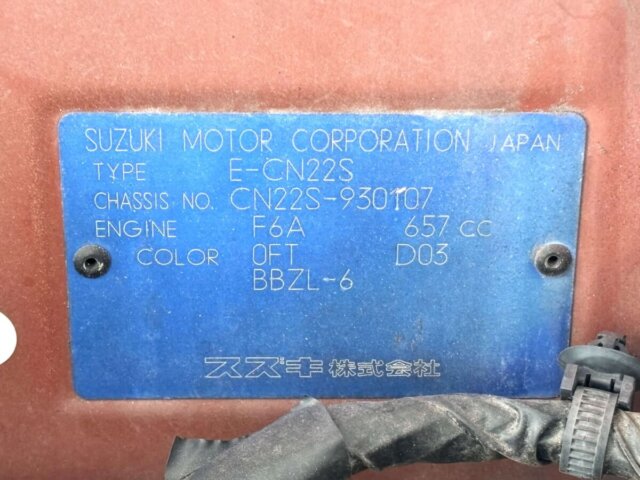 SUZUKI MOTOR CORPORATION JAPAN
TYPE E-CN22S
CHASSIS NO. CN22S-930107
ENGINE F6A 657 CC
COLOR 0FT D03
BBZL-6
スズキ株式会社